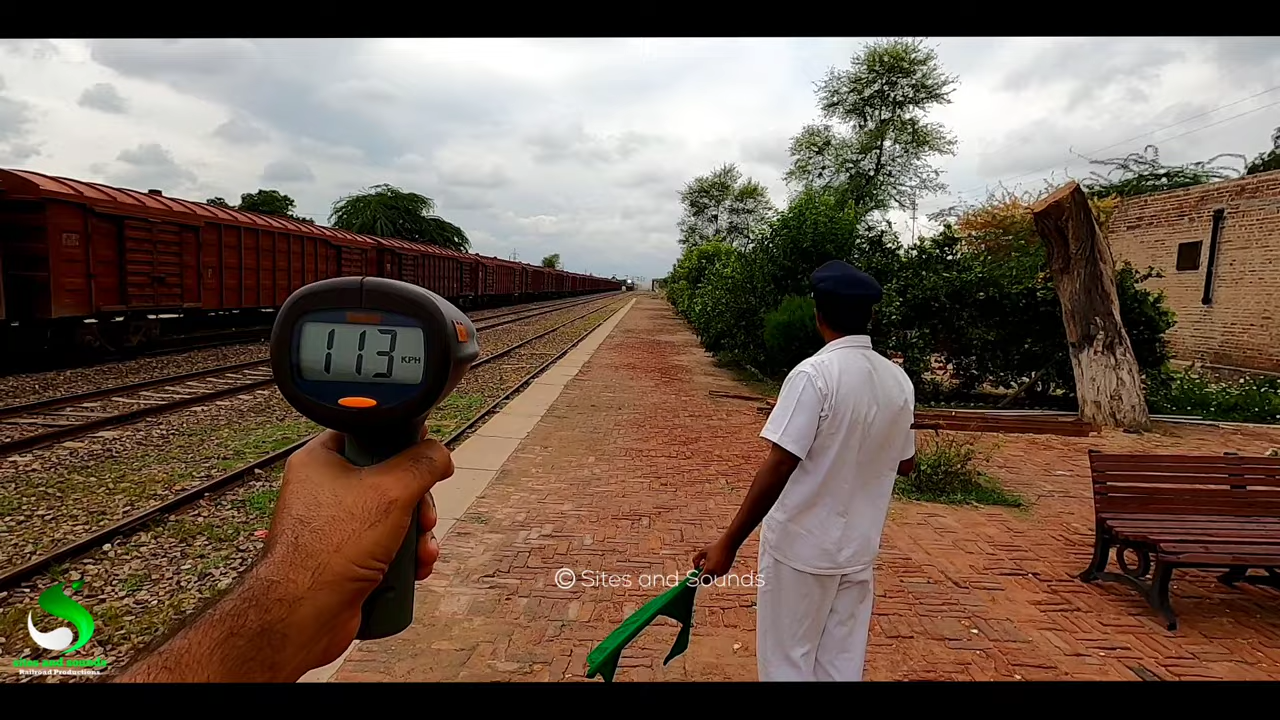 113 KPH
© Sites and Sounds
sites and sounds
Railroad Productions